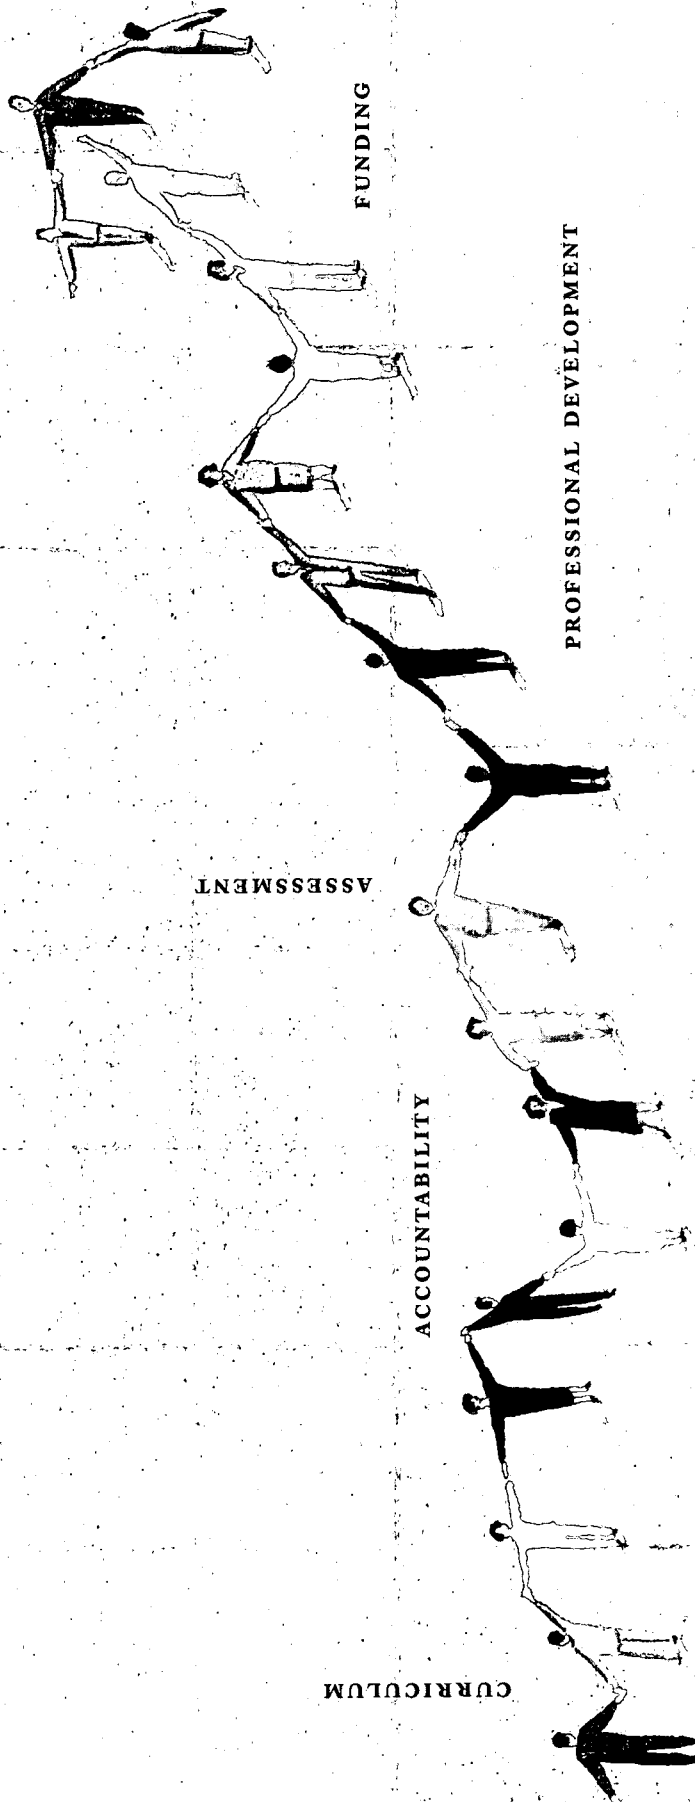 FUNDING
PROFESSIONAL DEVELOPMENT
ASSESSMENT
ACCOUNTABILITY
CURRICULUM